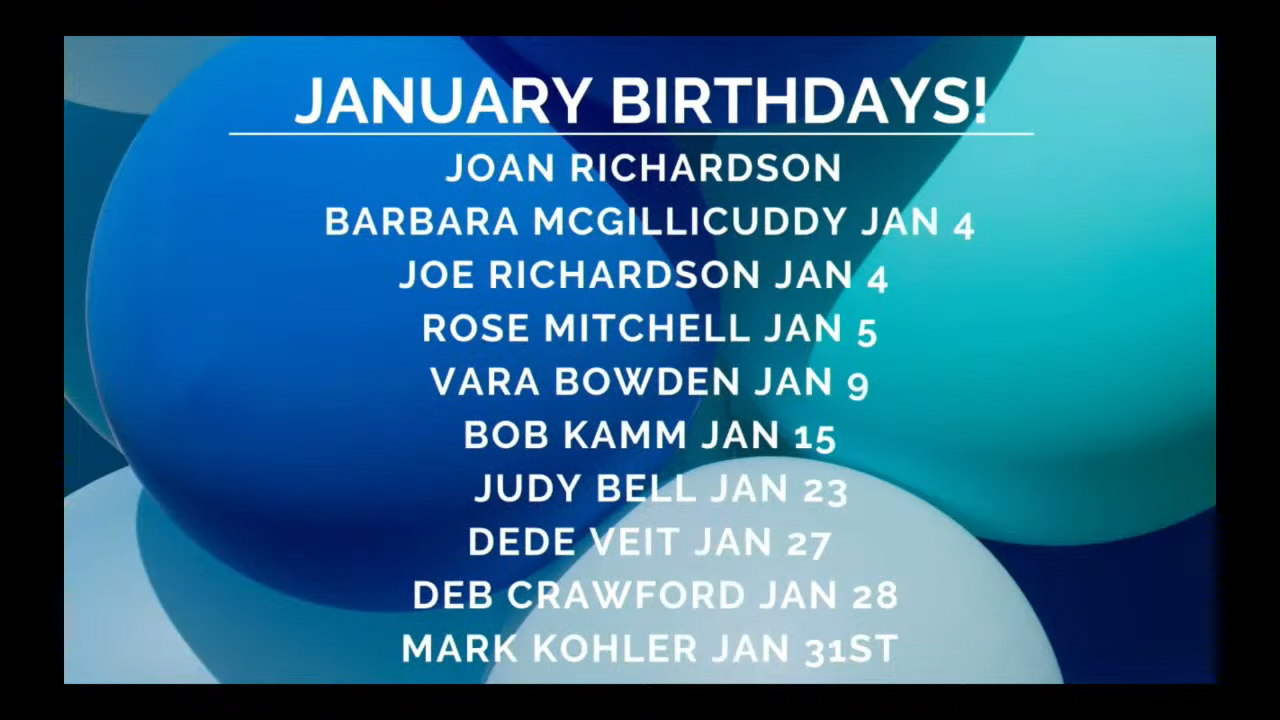 JANUARY BIRTHDAYS!
JOAN RICHARDSON
BARBARA MCGILLICUDDY JAN 4
JOE RICHARDSON JAN 4
ROSE MITCHELL JAN 5
VARA BOWDEN JAN 9
BOB KAMM JAN 15
JUDY BELL JAN 23
DEDE VEIT JAN 27
DEB CRAWFORD JAN 28
MARK KOHLER JAN 31ST